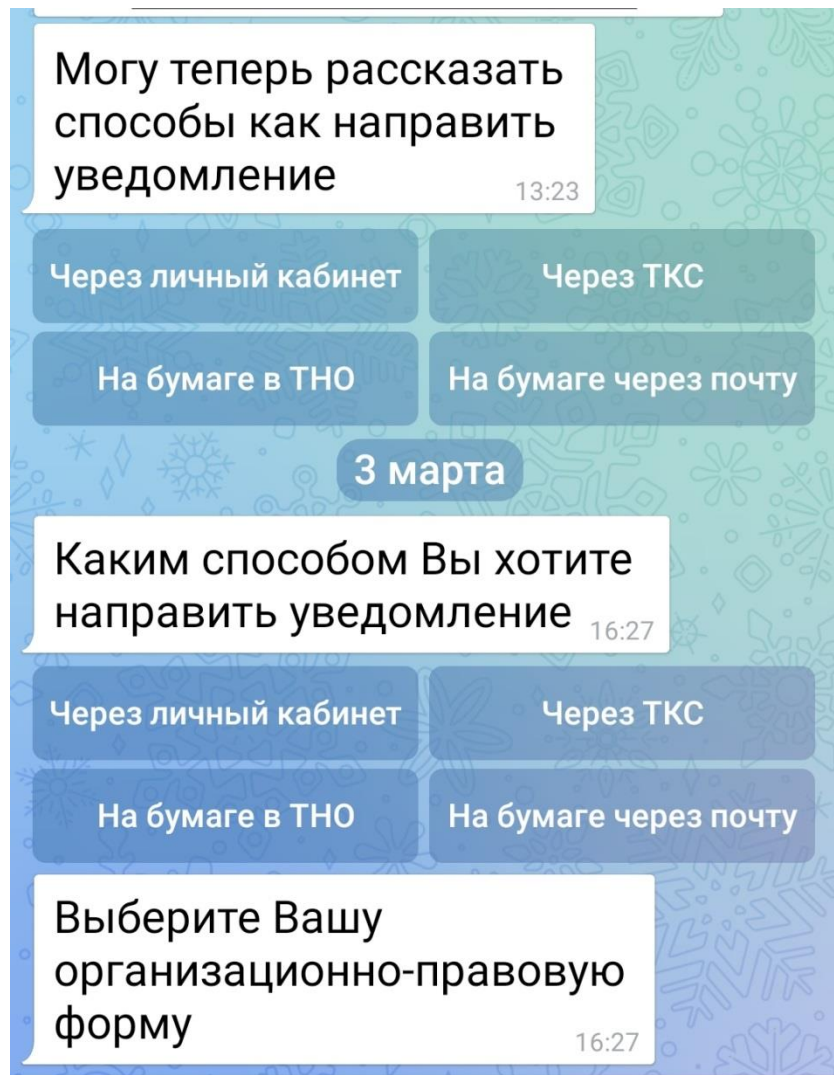 Могу теперь рассказать
способы как направить
уведомление 13:23
Через личный кабинет Через ТКС
На бумаге в ТНО На бумаге через почту
3 марта
Каким способом Вы хотите
направить уведомление 16:27
Через личный кабинет Через ТКС
На бумаге в ТНО На бумаге через почту
Выберите Вашу
организационно-правовую
форму 16:27